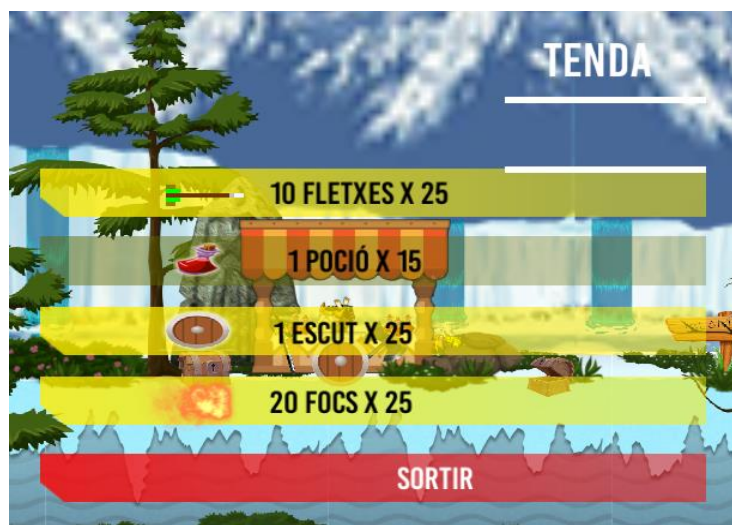 TENDA
10 FLETXES X 25
1 POCIÓ X 15
1 ESCUT X 25
20 FOCS X 25
SORTIR